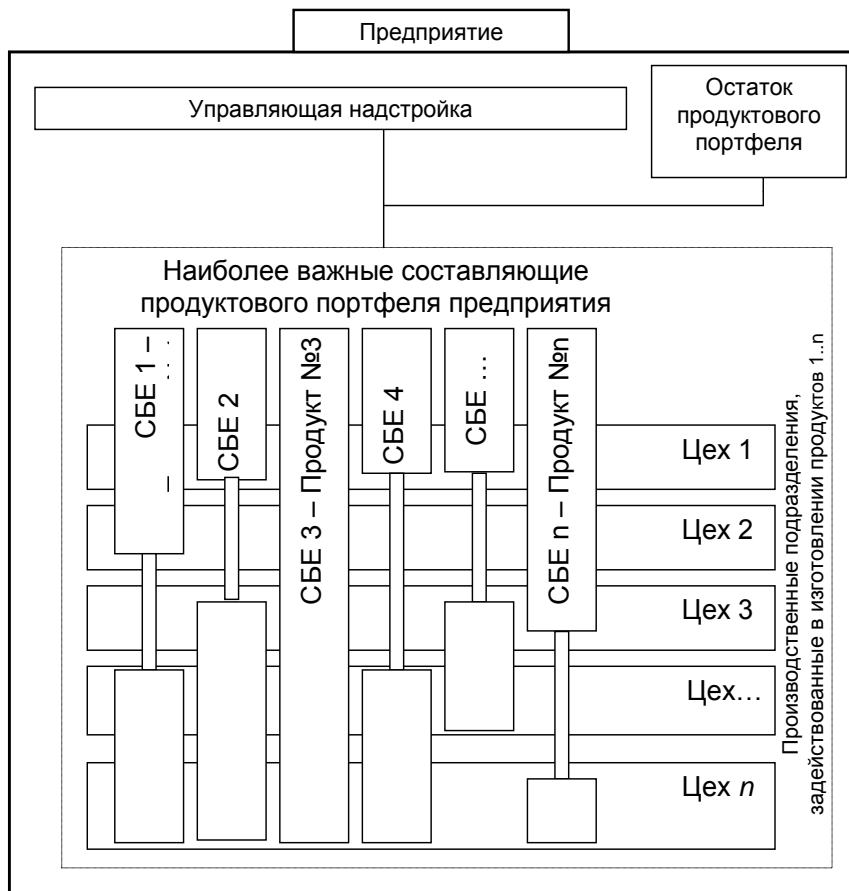 Предприятие
Управляющая надстройка
Остаток
продуктового
портфеля
Наиболее важные составляющие
продуктового портфеля предприятия
СБЕ 1 –
СБЕ 2
СБЕ 3 – Продукт №3
СБЕ 4
СБЕ …
СБЕ n – Продукт №n
Цех 1
Цех 2
Цех 3
Цех…
Цех n
Производственные подразделения,
задействованные в изготовлении продуктов 1..n